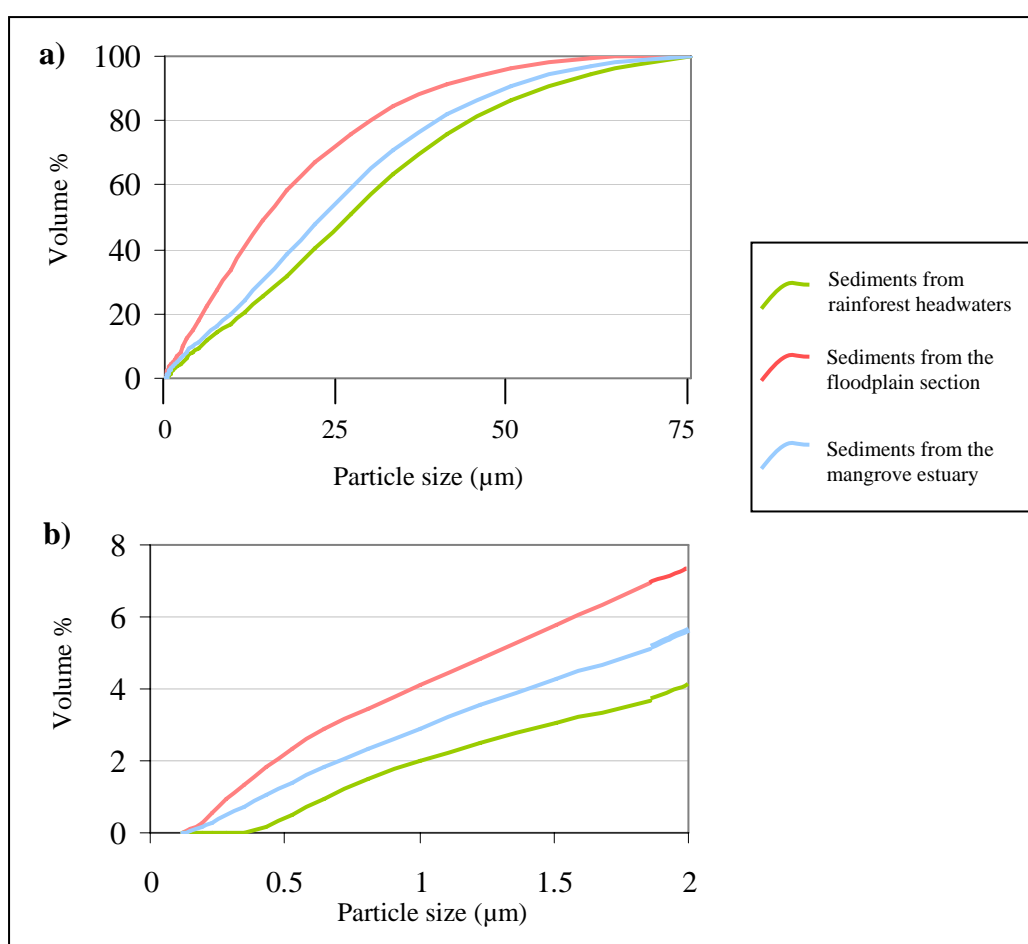 a)
100
80
60
40
20
0
Volume %
0 25 50 75
Particle size (µm)
Sediments from
rainforest headwaters
Sediments from the
floodplain section
Sediments from the
mangrove estuary
b)
8
6
4
2
0
Volume %
0 0.5 1 1.5 2
Particle size (µm)